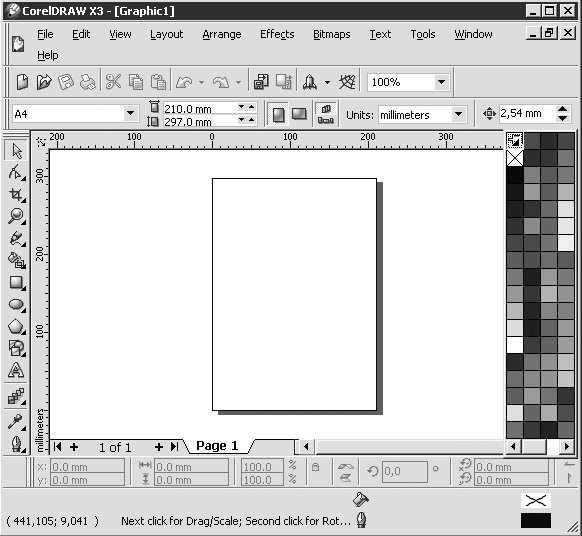 CorelDRAW X3 - [Graphic1]
File Edit View Layout Arrange Effects Bitmaps Text Tools Window
Help
100%
A4 210.0 mm 297.0 mm Units: millimeters 2,54 mm
200 100 0 100 200 300
300
200
100
millimeters
1 of 1 Page 1
x: 0.0 mm 0.0 mm 100.0 % 0,0 ° 0.0 mm
y: 0.0 mm 0.0 mm 100.0 % 0.0 mm
( 441,105; 9,041 ) Next click for Drag/Scale; Second click for Rot...